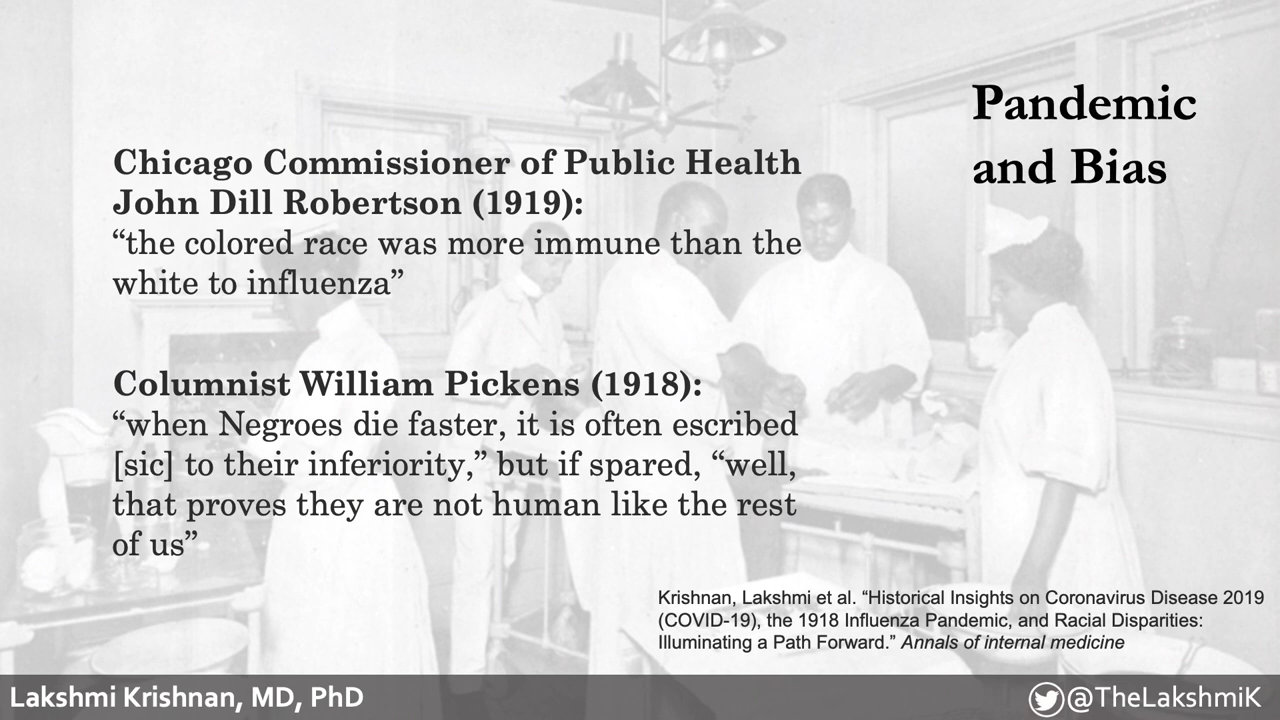 Pandemic
and Bias
Chicago Commissioner of Public Health
John Dill Robertson (1919):
“the colored race was more immune than the
white to influenza”
Columnist William Pickens (1918):
“when Negroes die faster, it is often escribed
[sic] to their inferiority,” but if spared, “well,
that proves they are not human like the rest
of us”
Krishnan, Lakshmi et al. “Historical Insights on Coronavirus Disease 2019
(COVID-19), the 1918 Influenza Pandemic, and Racial Disparities:
Illuminating a Path Forward.” Annals of internal medicine
Lakshmi Krishnan, MD, PhD
@TheLakshmiK